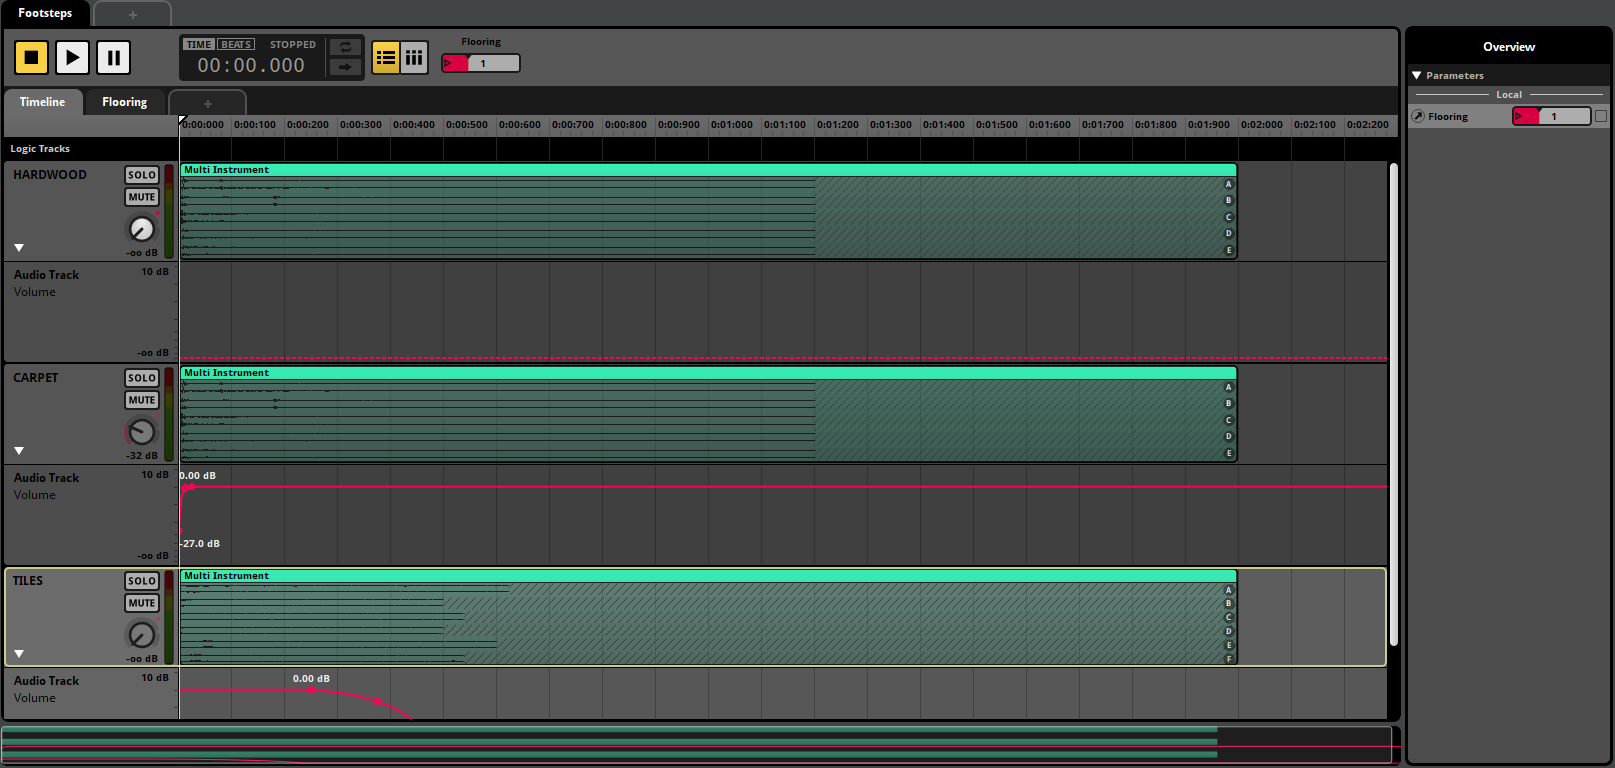 Footsteps
+
TIME BEATS STOPPED
00:00.000
Flooring
1
Timeline
Flooring
+
0:00:000 0:00:100 0:00:200 0:00:300 0:00:400 0:00:500 0:00:600 0:00:700 0:00:800 0:00:900 0:01:000 0:01:100 0:01:200 0:01:300 0:01:400 0:01:500 0:01:600 0:01:700 0:01:800 0:01:900 0:02:000 0:02:100 0:02:200
Logic Tracks
HARDWOOD
SOLO
MUTE
-oo dB
Multi Instrument
A
B
C
D
E
Audio Track
Volume
10 dB
-oo dB
CARPET
SOLO
MUTE
-32 dB
Multi Instrument
A
B
C
D
E
Audio Track
Volume
10 dB
-oo dB
0.00 dB
-27.0 dB
TILES
SOLO
MUTE
-oo dB
Multi Instrument
A
B
C
D
E
F
Audio Track
Volume
10 dB
0.00 dB
Overview
Parameters
Local
Flooring
1